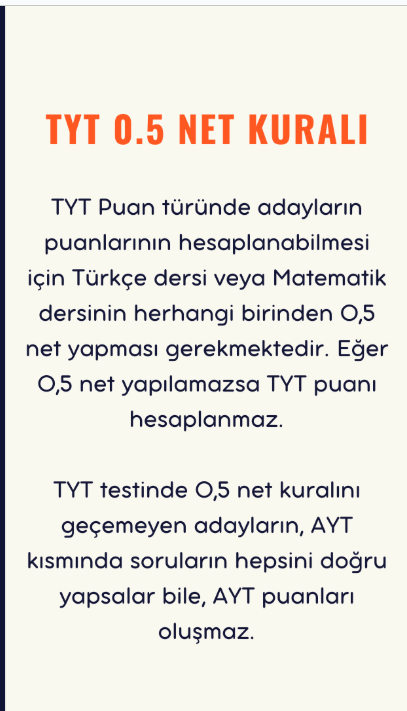 TYT 0.5 NET KURALI
TYT Puan türünde adayların
puanlarının hesaplanabilmesi
için Türkçe dersi veya Matematik
dersinin herhangi birinden 0,5
net yapması gerekmektedir. Eğer
0,5 net yapılamazsa TYT puanı
hesaplanmaz.
TYT testinde 0,5 net kuralını
geçemeyen adayların, AYT
kısmında soruların hepsini doğru
yapsalar bile, AYT puanları
oluşmaz.